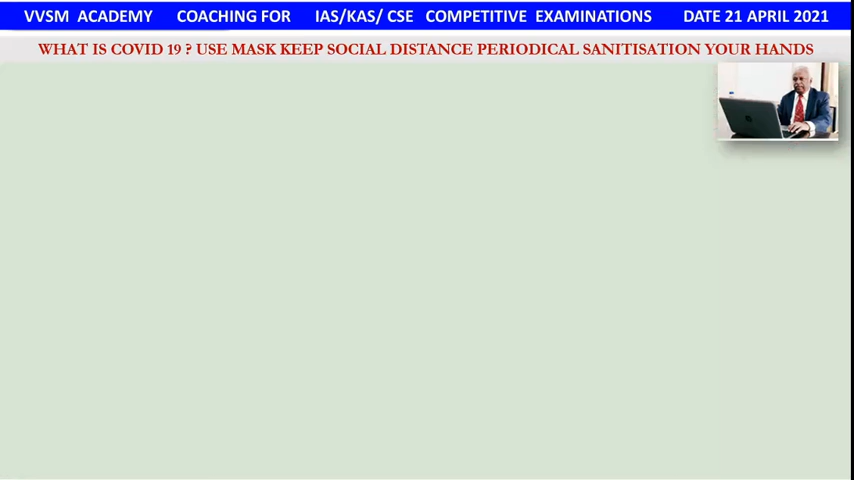 VVSM ACADEMY COACHING FOR IAS/KAS/ CSE COMPETITIVE EXAMINATIONS DATE 21 APRIL 2021
WHAT IS COVID 19 ? USE MASK KEEP SOCIAL DISTANCE PERIODICAL SANITISATION YOUR HANDS